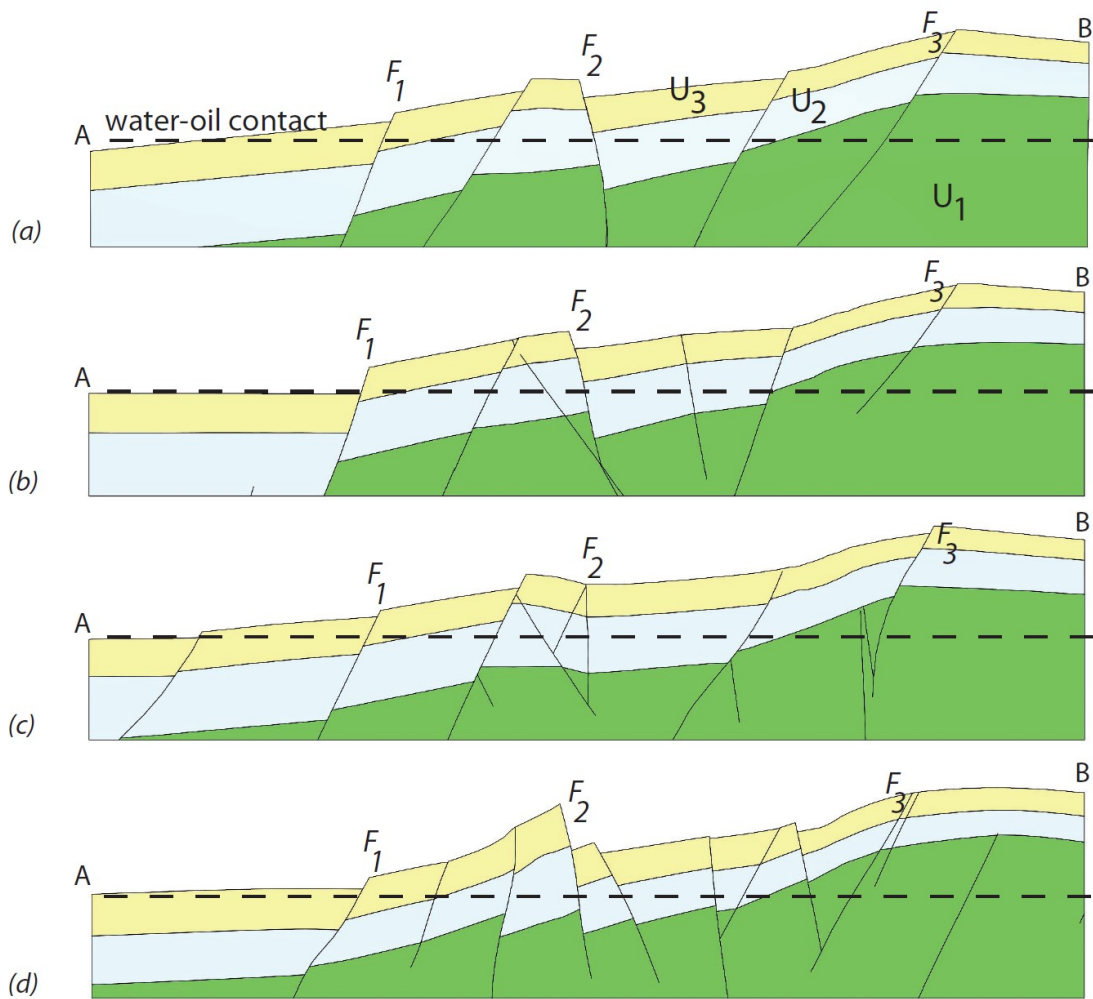 F3 B
F2
F1 U3 U2
A water-oil contact
U1
(a)
F3 B
F2
F1
A
(b)
F3 B
F2
F1
A
(c)
B
F3
F2
F1
A
(d)